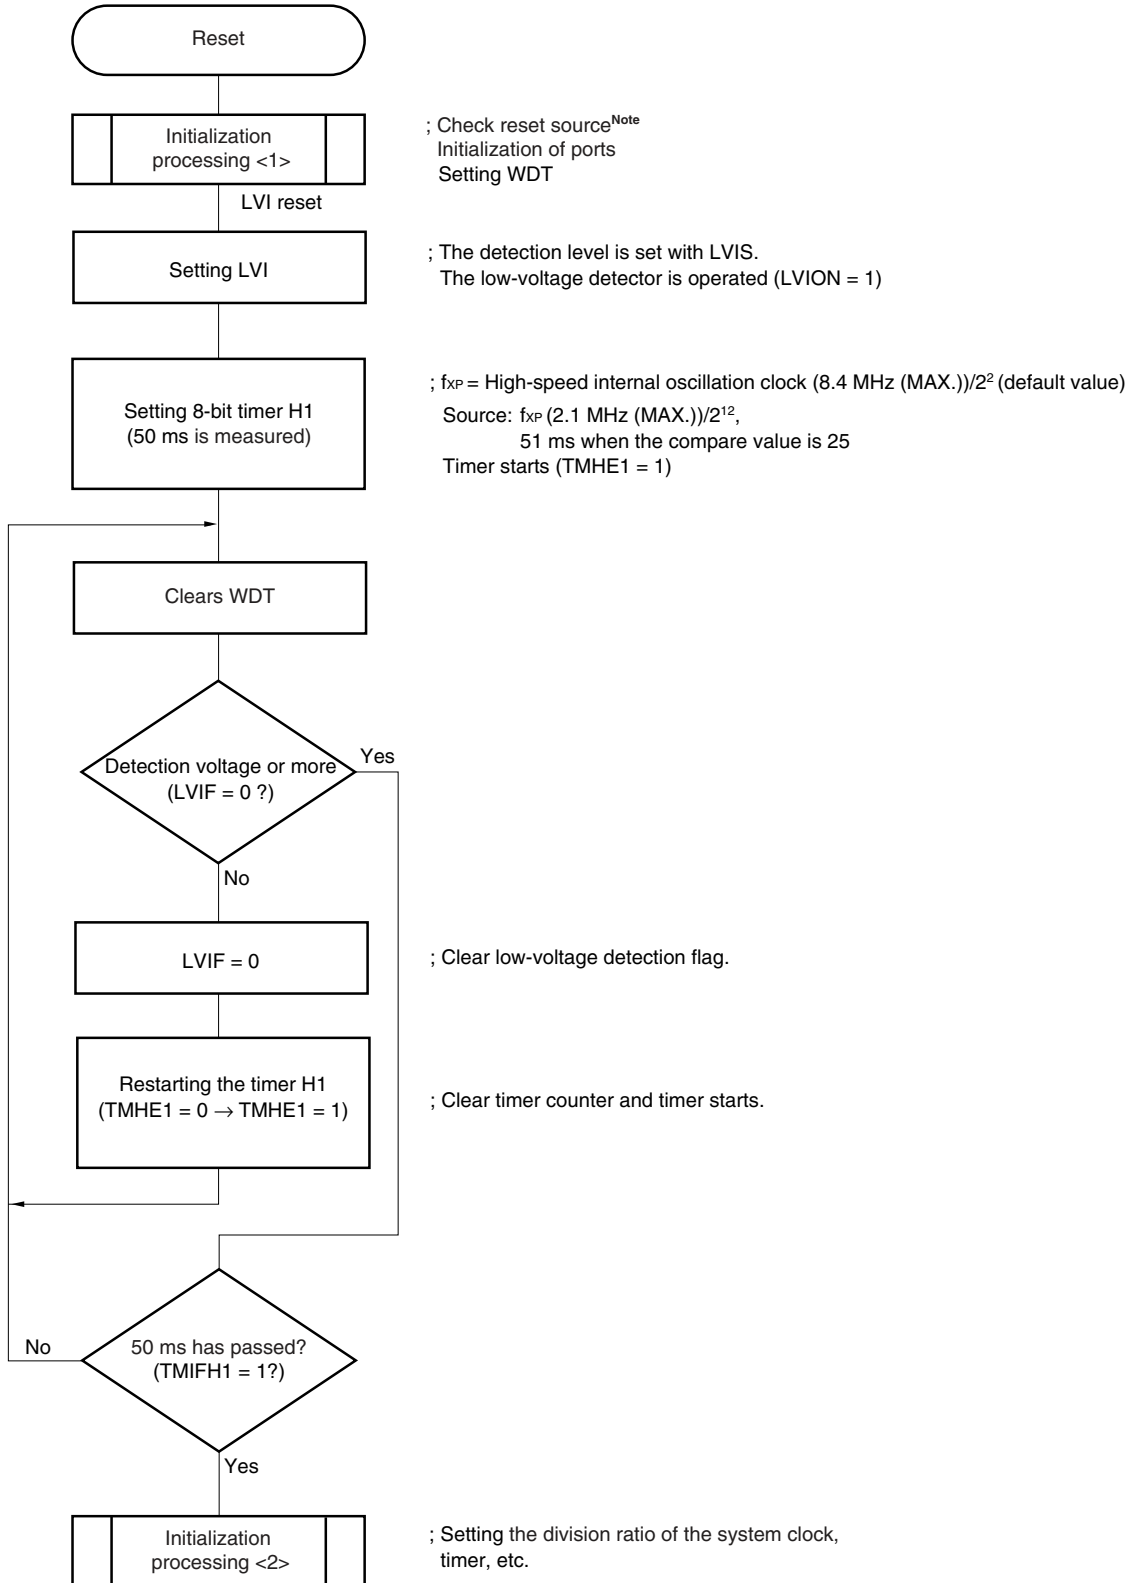 Reset
Initialization
processing <1>
; Check reset source^Note
Initialization of ports
Setting WDT
LVI reset
Setting LVI
; The detection level is set with LVIS.
The low-voltage detector is operated (LVION = 1)
Setting 8-bit timer H1
(50 ms is measured)
; fXP = High-speed internal oscillation clock (8.4 MHz (MAX.))/2² (default value)
Source: fXP (2.1 MHz (MAX.))/2¹²,
51 ms when the compare value is 25
Timer starts (TMHE1 = 1)
Clears WDT
Detection voltage or more
(LVIF = 0 ?)
Yes
No
LVIF = 0
; Clear low-voltage detection flag.
Restarting the timer H1
(TMHE1 = 0 → TMHE1 = 1)
; Clear timer counter and timer starts.
50 ms has passed?
(TMIFH1 = 1?)
No
Yes
Initialization
processing <2>
; Setting the division ratio of the system clock,
timer, etc.